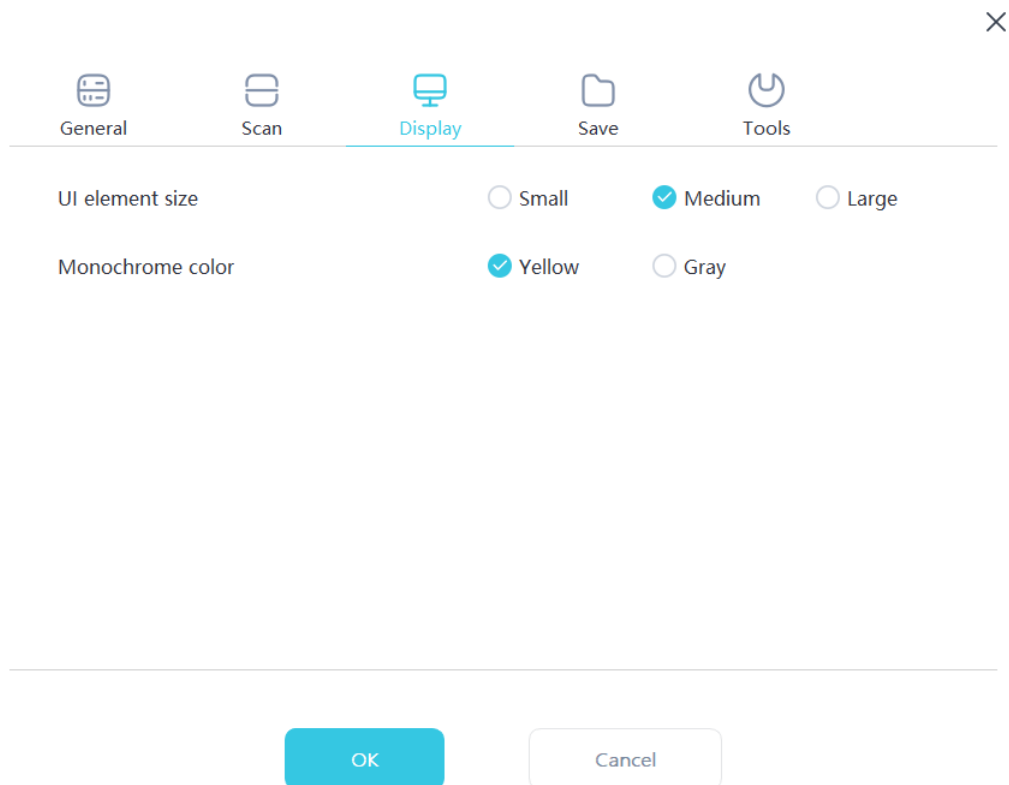 General Scan Display Save Tools
UI element size Small Medium Large
Monochrome color Yellow Gray
OK Cancel